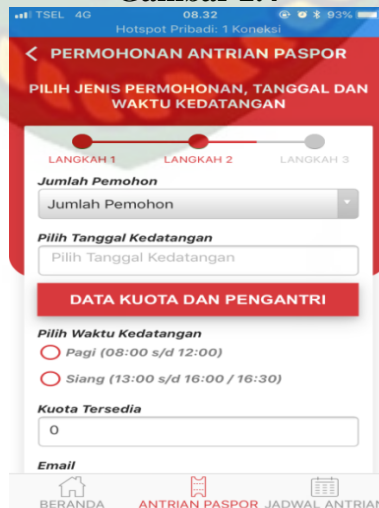 TSEL 4G 08.32 93%
Hotspot Pribadi: 1 Koneksi
PERMOHONAN ANTRIAN PASPOR
PILIH JENIS PERMOHONAN, TANGGAL DAN
WAKTU KEDATANGAN
LANGKAH 1 LANGKAH 2 LANGKAH 3
Jumlah Pemohon
Jumlah Pemohon
Pilih Tanggal Kedatangan
Pilih Tanggal Kedatangan
DATA KUOTA DAN PENGANTRI
Pilih Waktu Kedatangan
Pagi (08:00 s/d 12:00)
Siang (13:00 s/d 16:00 / 16:30)
Kuota Tersedia
0
Email
BERANDA ANTRIAN PASPOR JADWAL ANTRIAN